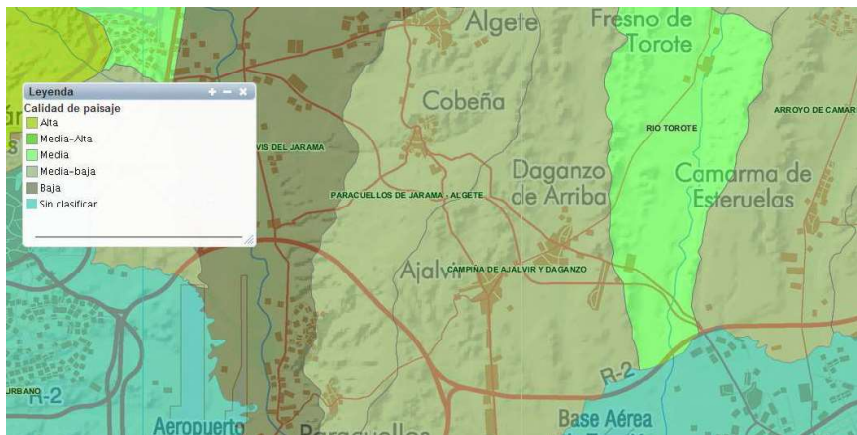 Algete
Fresno de
Torote
Leyenda
Calidad de paisaje
Alta
Media-Alta
Media
Media-baja
Baja
Sin clasificar
Cobeña
ARROYO DE CAMAR
RIO TOROTE
VIS DEL JARAMA
Daganzo
de Arriba
Camarma de
Esteruelas
PARACUELLOS DE JARAMA - ALGETE
Ajalvir
CAMPIÑA DE AJALVIR Y DAGANZO
R-2
URBANO
R-2
Aeropuerto
Paracuellos
Base Aérea